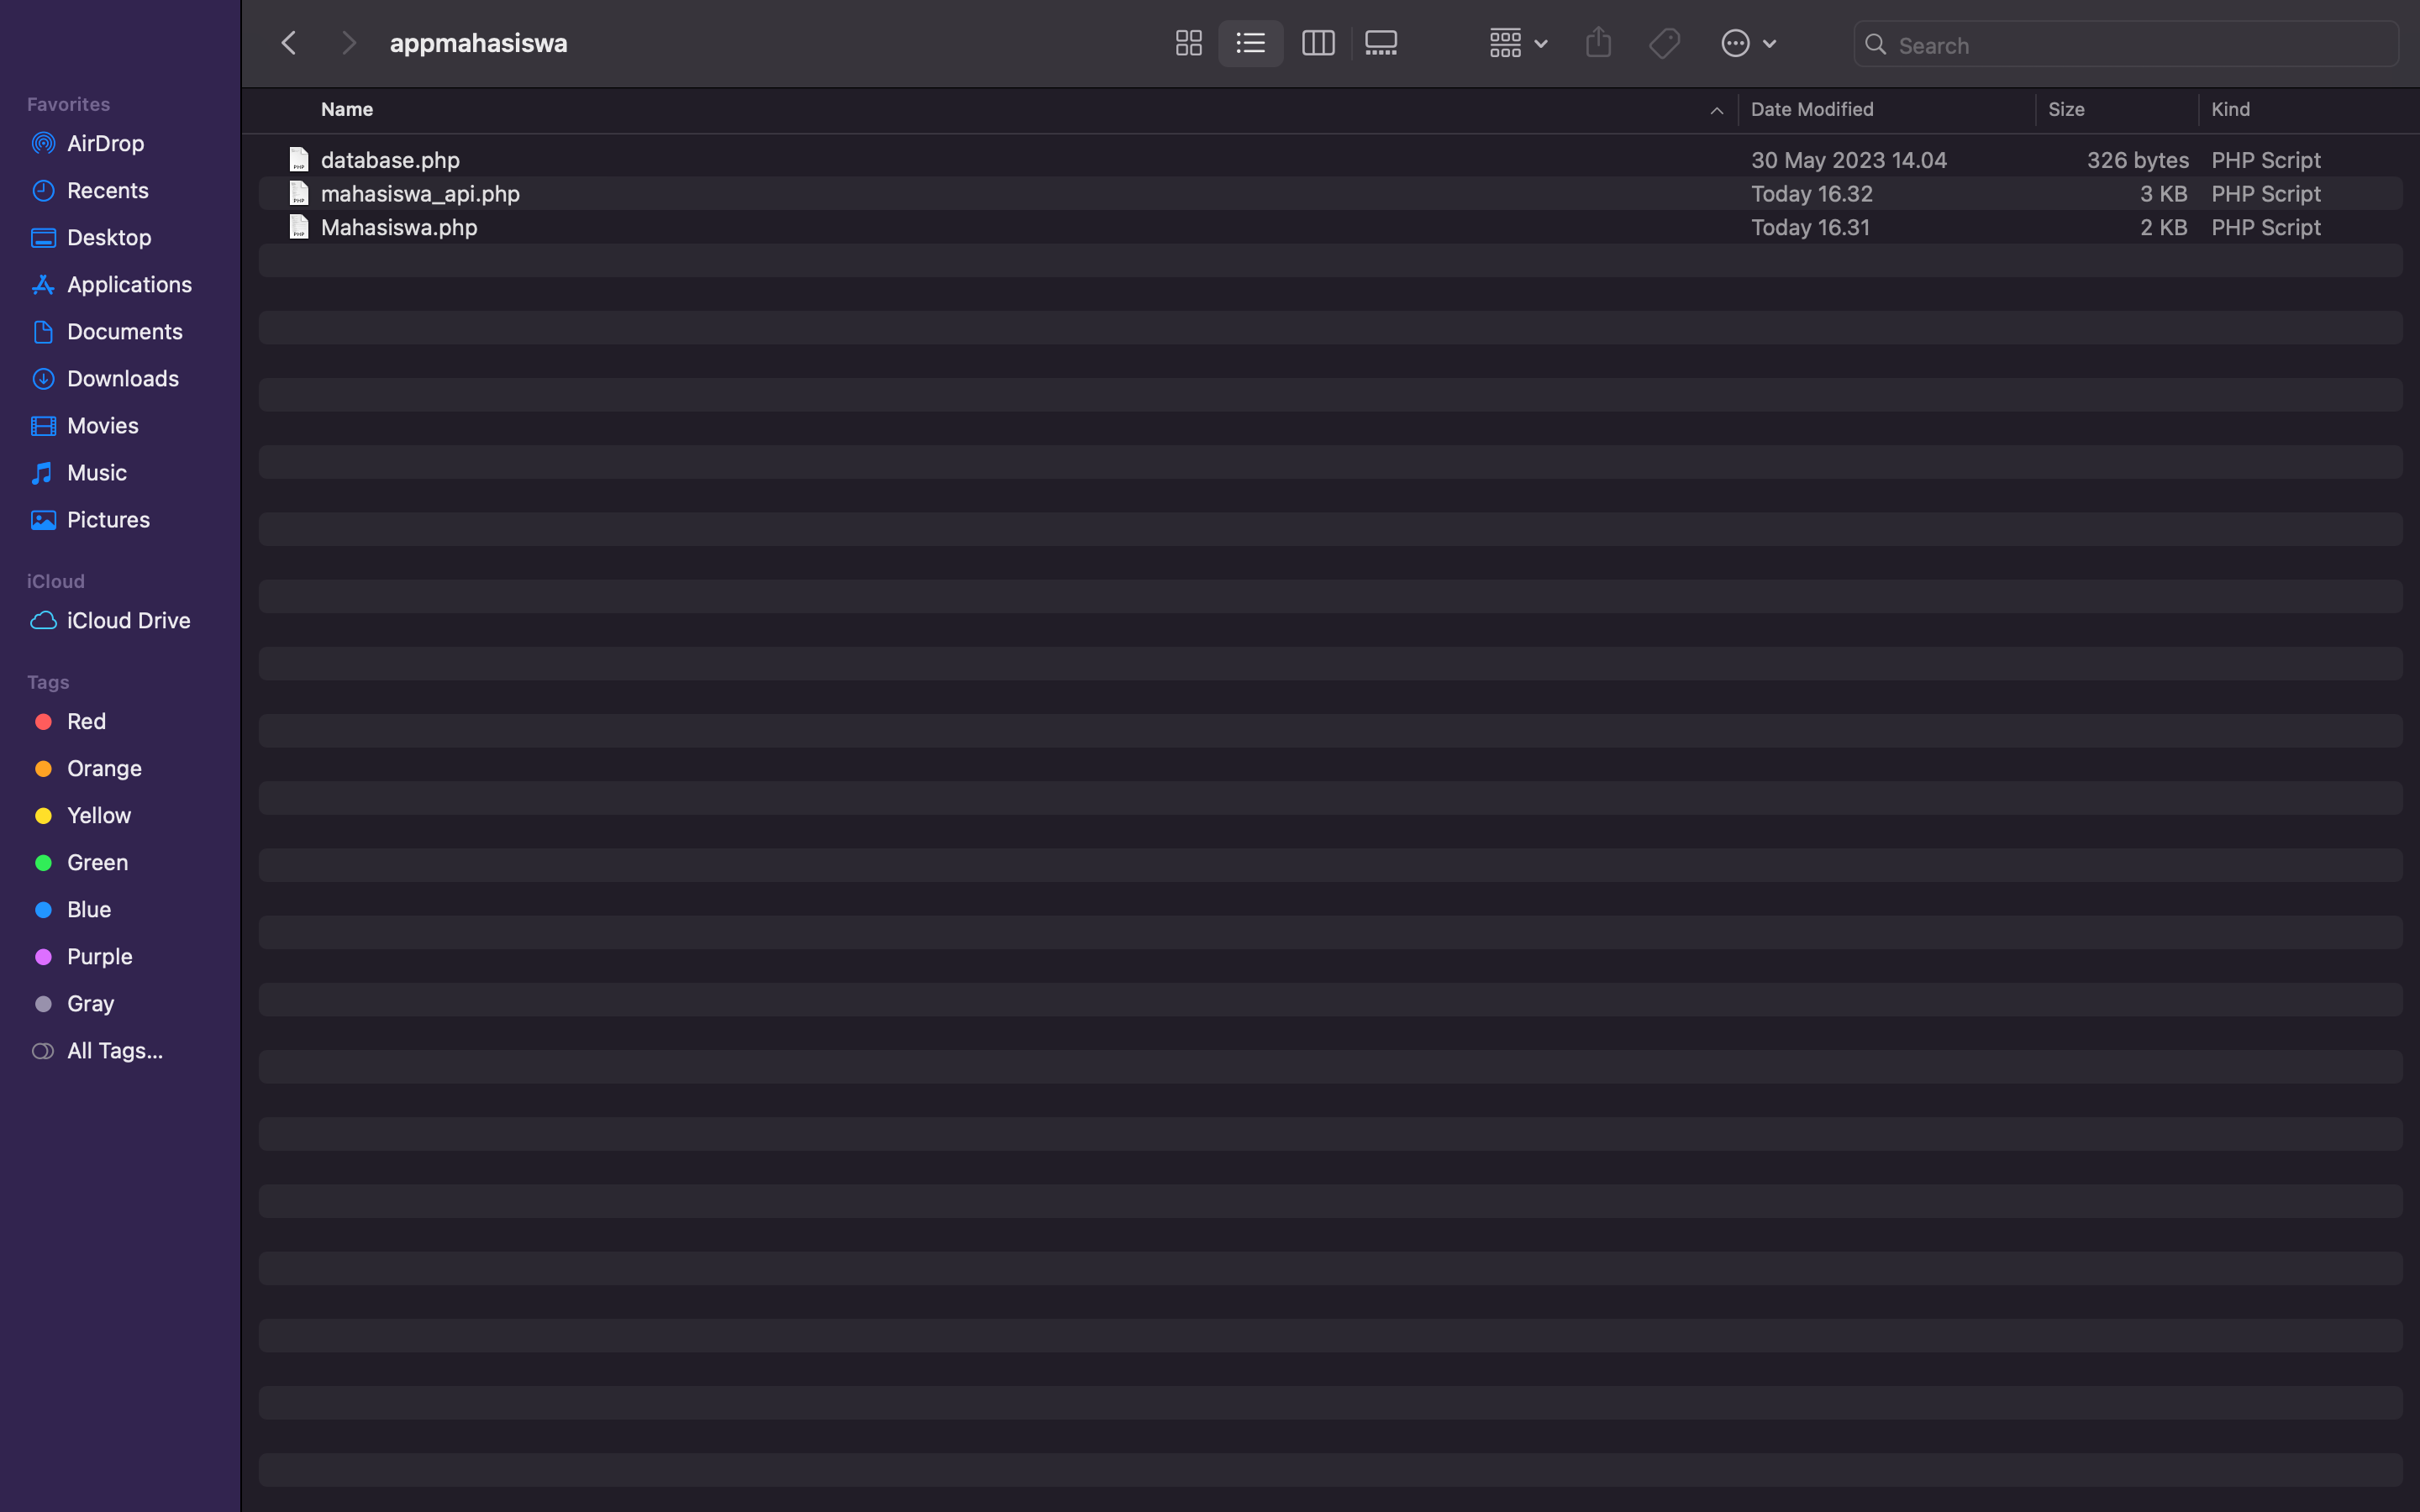 appmahasiswa
Search
Favorites
AirDrop
Recents
Desktop
Applications
Documents
Downloads
Movies
Music
Pictures
iCloud
iCloud Drive
Tags
Red
Orange
Yellow
Green
Blue
Purple
Gray
All Tags...
Name Date Modified Size Kind
PHP database.php 30 May 2023 14.04 326 bytes PHP Script
PHP mahasiswa_api.php Today 16.32 3 KB PHP Script
PHP Mahasiswa.php Today 16.31 2 KB PHP Script